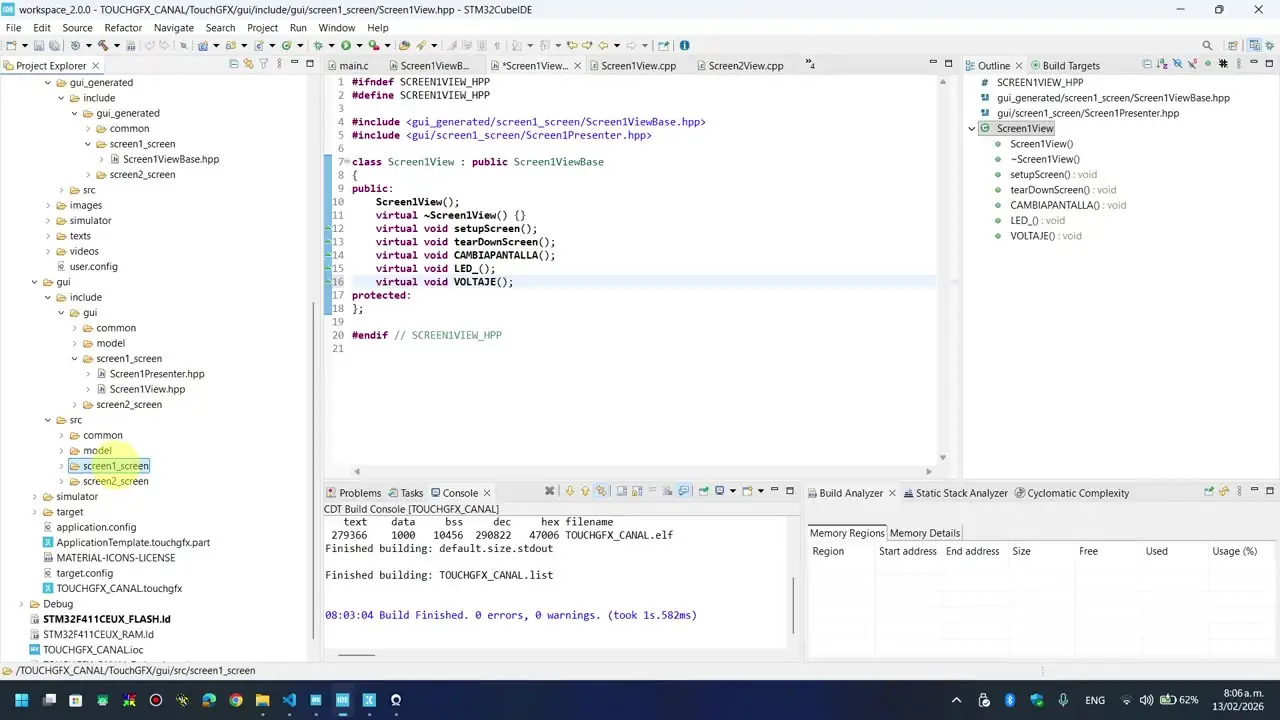 workspace_2.0.0 - TOUCHGFX_CANAL/TouchGFX/gui/include/gui/screen1_screen/Screen1View.hpp - STM32CubeIDE
File Edit Source Refactor Navigate Search Project Run Window Help
Project Explorer
gui_generated
include
gui_generated
common
screen1_screen
Screen1ViewBase.hpp
screen2_screen
src
images
simulator
texts
videos
user.config
gui
include
gui
common
model
screen1_screen
Screen1Presenter.hpp
Screen1View.hpp
screen2_screen
src
common
model
screen1_screen
screen2_screen
simulator
target
application.config
ApplicationTemplate.touchgfx.part
MATERIAL-ICONS-LICENSE
target.config
TOUCHGFX_CANAL.touchgfx
Debug
STM32F411CEUX_FLASH.ld
STM32F411CEUX_RAM.ld
TOUCHGFX_CANAL.ioc
main.c Screen1ViewB... *Screen1View... Screen1View.cpp Screen2View.cpp 4
1 #ifndef SCREEN1VIEW_HPP
2 #define SCREEN1VIEW_HPP
3
4 #include <gui_generated/screen1_screen/Screen1ViewBase.hpp>
5 #include <gui/screen1_screen/Screen1Presenter.hpp>
6
7 class Screen1View : public Screen1ViewBase
8 {
9 public:
10 Screen1View();
11 virtual ~Screen1View() {}
12 virtual void setupScreen();
13 virtual void tearDownScreen();
14 virtual void CAMBIAPANTALLA();
15 virtual void LED_();
16 virtual void VOLTAJE();
17 protected:
18 };
19
20 #endif // SCREEN1VIEW_HPP
21
Outline Build Targets
SCREEN1VIEW_HPP
gui_generated/screen1_screen/Screen1ViewBase.hpp
gui/screen1_screen/Screen1Presenter.hpp
Screen1View
Screen1View()
~Screen1View()
setupScreen() : void
tearDownScreen() : void
CAMBIAPANTALLA() : void
LED_() : void
VOLTAJE() : void
Problems Tasks Console
CDT Build Console [TOUCHGFX_CANAL]
text data bss dec hex filename
279366 1000 10456 290822 47006 TOUCHGFX_CANAL.elf
Finished building: default.size.stdout
Finished building: TOUCHGFX_CANAL.list
08:03:04 Build Finished. 0 errors, 0 warnings. (took 1s.582ms)
Build Analyzer Static Stack Analyzer Cyclomatic Complexity
Memory Regions Memory Details
Region Start address End address Size Free Used Usage (%)
/TOUCHGFX_CANAL/TouchGFX/gui/src/screen1_screen
ENG 62% 8:06 a.m.
13/02/2026